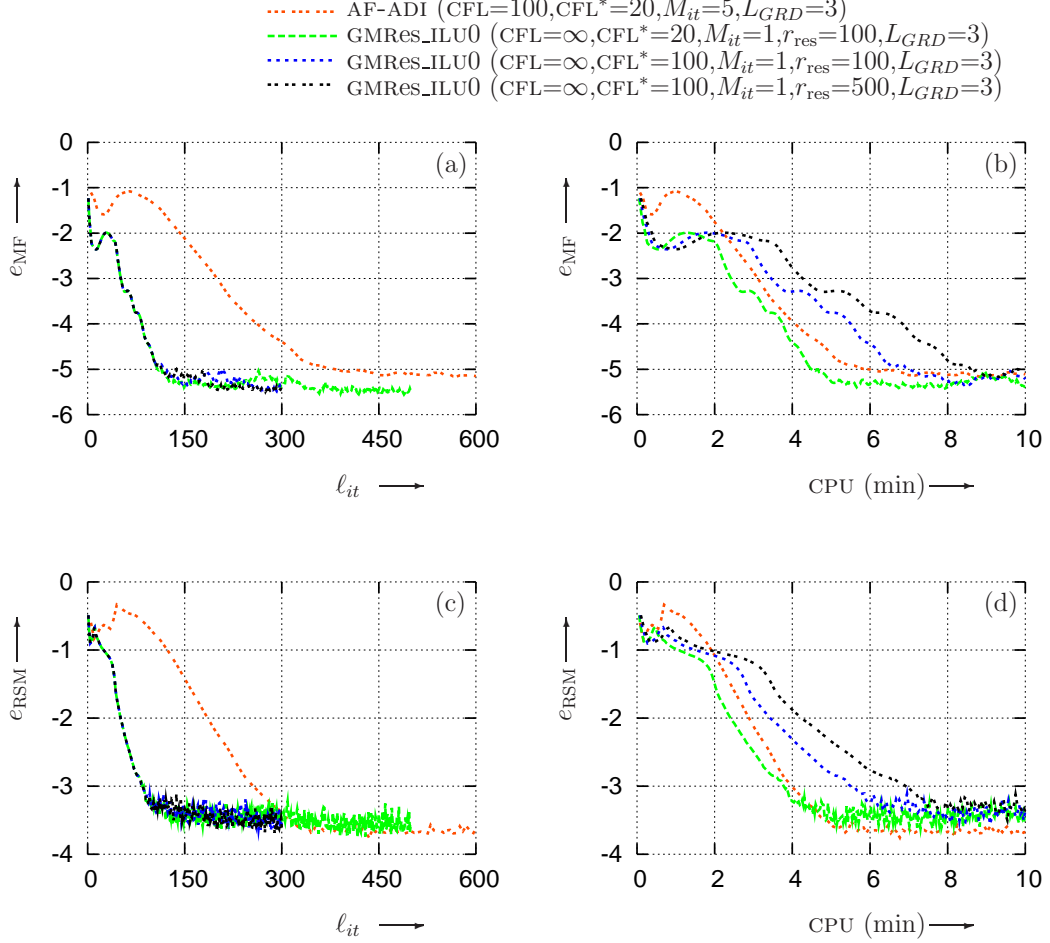 AF-ADI (CFL=100,CFL*=20,M_it=5,L_GRD=3)
GMRes_ILU0 (CFL=∞,CFL*=20,M_it=1,r_res=100,L_GRD=3)
GMRes_ILU0 (CFL=∞,CFL*=100,M_it=1,r_res=100,L_GRD=3)
GMRes_ILU0 (CFL=∞,CFL*=100,M_it=1,r_res=500,L_GRD=3)
(a)
e_MF
0
-1
-2
-3
-4
-5
-6
0 150 300 450 600
ℓ_it
(b)
e_MF
0
-1
-2
-3
-4
-5
-6
0 2 4 6 8 10
CPU (min)
(c)
e_RSM
0
-1
-2
-3
-4
0 150 300 450 600
ℓ_it
(d)
e_RSM
0
-1
-2
-3
-4
0 2 4 6 8 10
CPU (min)